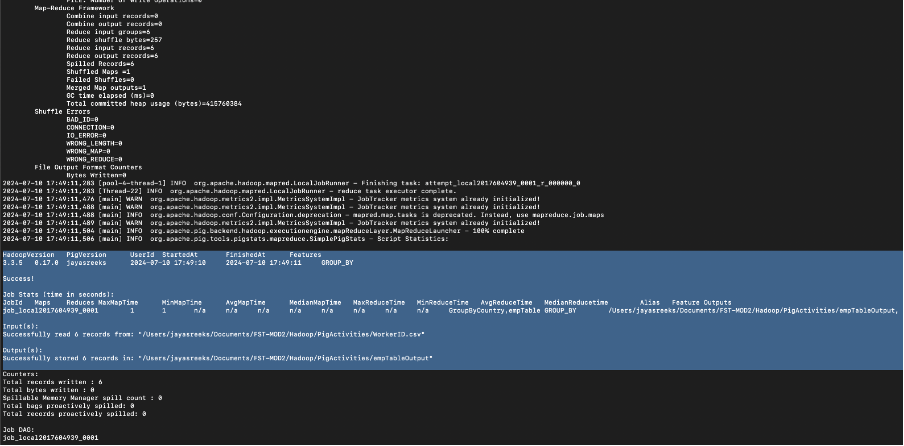 Map-Reduce Framework
Combine input records=0
Combine output records=0
Reduce input groups=6
Reduce shuffle bytes=257
Reduce input records=6
Reduce output records=6
Spilled Records=6
Shuffled Maps =1
Failed Shuffles=0
Merged Map outputs=1
GC time elapsed (ms)=0
Total committed heap usage (bytes)=415760384
Shuffle Errors
BAD_ID=0
CONNECTION=0
IO_ERROR=0
WRONG_LENGTH=0
WRONG_MAP=0
WRONG_REDUCE=0
File Output Format Counters
Bytes Written=0
2024-07-10 17:49:11,283 [pool-4-thread-1] INFO  org.apache.hadoop.mapred.LocalJobRunner - Finishing task: attempt_local2017604939_0001_r_000000_0
2024-07-10 17:49:11,283 [Thread-22] INFO  org.apache.hadoop.mapred.LocalJobRunner - reduce task executor complete.
2024-07-10 17:49:11,476 [main] WARN  org.apache.hadoop.metrics2.impl.MetricsSystemImpl - JobTracker metrics system already initialized!
2024-07-10 17:49:11,488 [main] WARN  org.apache.hadoop.metrics2.impl.MetricsSystemImpl - JobTracker metrics system already initialized!
2024-07-10 17:49:11,488 [main] INFO  org.apache.hadoop.conf.Configuration.deprecation - mapred.map.tasks is deprecated. Instead, use mapreduce.job.maps
2024-07-10 17:49:11,489 [main] WARN  org.apache.hadoop.metrics2.impl.MetricsSystemImpl - JobTracker metrics system already initialized!
2024-07-10 17:49:11,504 [main] INFO  org.apache.pig.backend.hadoop.executionengine.mapReduceLayer.MapReduceLauncher - 100% complete
2024-07-10 17:49:11,506 [main] INFO  org.apache.pig.tools.pigstats.mapreduce.SimplePigStats - Script Statistics:
HadoopVersion PigVersion UserId StartedAt FinishedAt Features
3.3.5 0.17.0 jayasreeks 2024-07-10 17:49:10 2024-07-10 17:49:11 GROUP_BY
Success!
Job Stats (time in seconds):
JobId Maps Reduces MaxMapTime MinMapTime AvgMapTime MedianMapTime MaxReduceTime MinReduceTime AvgReduceTime MedianReducetime Alias Feature Outputs
job_local2017604939_0001 1 1 n/a n/a n/a n/a n/a n/a n/a n/a GroupByCountry,empTable GROUP_BY /Users/jayasreeks/Documents/FST-MOD2/Hadoop/PigActivities/empTableOutput,
Input(s):
Successfully read 6 records from: "/Users/jayasreeks/Documents/FST-MOD2/Hadoop/PigActivities/WorkerID.csv"
Output(s):
Successfully stored 6 records in: "/Users/jayasreeks/Documents/FST-MOD2/Hadoop/PigActivities/empTableOutput"
Counters:
Total records written : 6
Total bytes written : 0
Spillable Memory Manager spill count : 0
Total bags proactively spilled: 0
Total records proactively spilled: 0
Job DAG:
job_local2017604939_0001